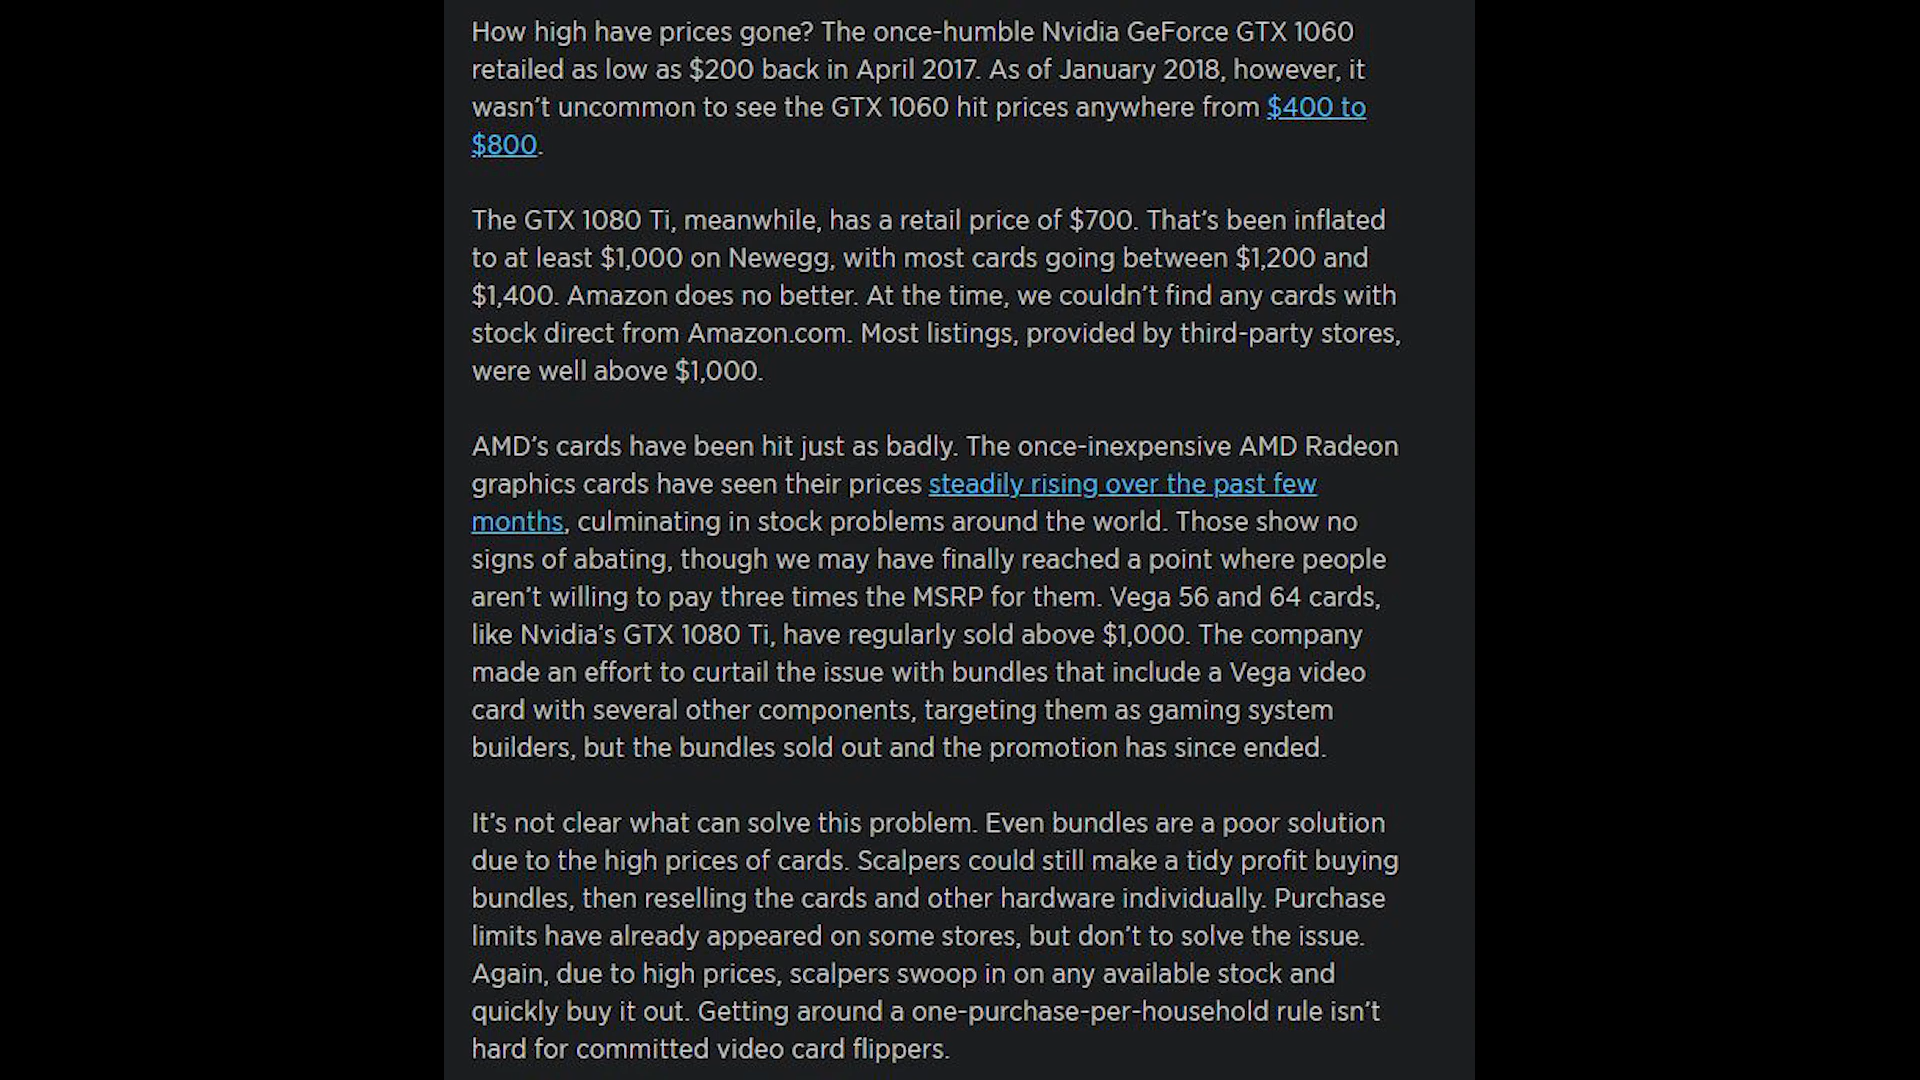 How high have prices gone? The once-humble Nvidia GeForce GTX 1060
retailed as low as $200 back in April 2017. As of January 2018, however, it
wasn't uncommon to see the GTX 1060 hit prices anywhere from $400 to
$800.
The GTX 1080 Ti, meanwhile, has a retail price of $700. That's been inflated
to at least $1,000 on Newegg, with most cards going between $1,200 and
$1,400. Amazon does no better. At the time, we couldn't find any cards with
stock direct from Amazon.com. Most listings, provided by third-party stores,
were well above $1,000.
AMD's cards have been hit just as badly. The once-inexpensive AMD Radeon
graphics cards have seen their prices steadily rising over the past few
months, culminating in stock problems around the world. Those show no
signs of abating, though we may have finally reached a point where people
aren't willing to pay three times the MSRP for them. Vega 56 and 64 cards,
like Nvidia's GTX 1080 Ti, have regularly sold above $1,000. The company
made an effort to curtail the issue with bundles that include a Vega video
card with several other components, targeting them as gaming system
builders, but the bundles sold out and the promotion has since ended.
It's not clear what can solve this problem. Even bundles are a poor solution
due to the high prices of cards. Scalpers could still make a tidy profit buying
bundles, then reselling the cards and other hardware individually. Purchase
limits have already appeared on some stores, but don't to solve the issue.
Again, due to high prices, scalpers swoop in on any available stock and
quickly buy it out. Getting around a one-purchase-per-household rule isn't
hard for committed video card flippers.